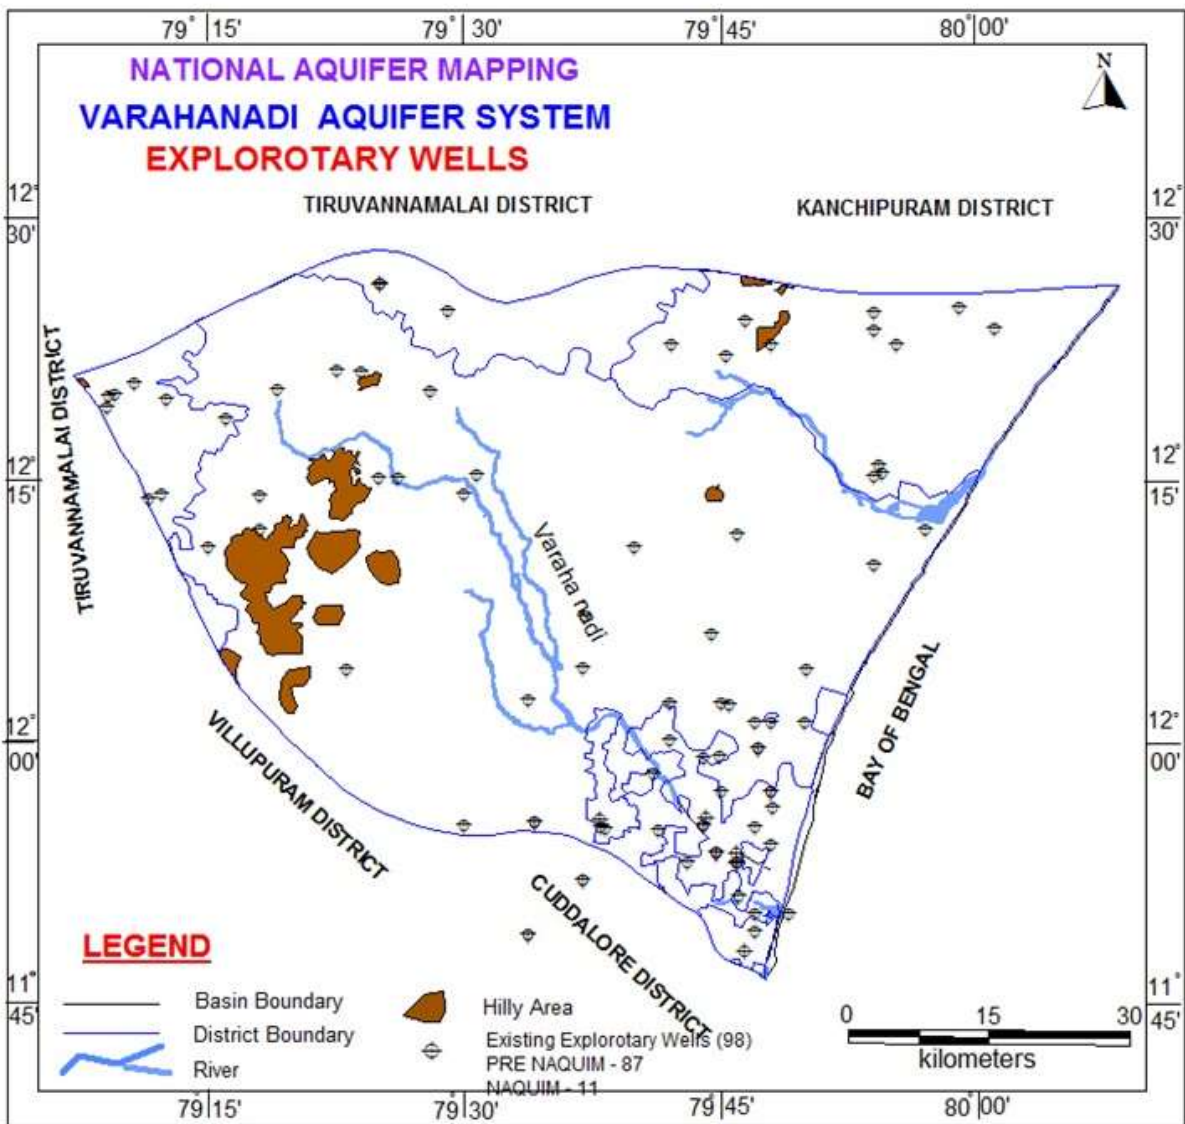 79° 15'
79° 30'
79° 45'
80° 00'
NATIONAL AQUIFER MAPPING
VARAHANADI AQUIFER SYSTEM
EXPLOROTARY WELLS
N
12° 30'
12° 30'
TIRUVANNAMALAI DISTRICT
KANCHIPURAM DISTRICT
TIRUVANNAMALAI DISTRICT
12° 15'
12° 15'
Varaha nadi
12° 00'
12° 00'
VILLUPURAM DISTRICT
BAY OF BENGAL
CUDDALORE DISTRICT
LEGEND
11° 45'
11° 45'
Basin Boundary
District Boundary
River
Hilly Area
Existing Explorotary Wells (98)
PRE NAQUIM - 87
NAQUIM - 11
0 15 30
kilometers
79°15'
79°30'
79°45'
80°00'